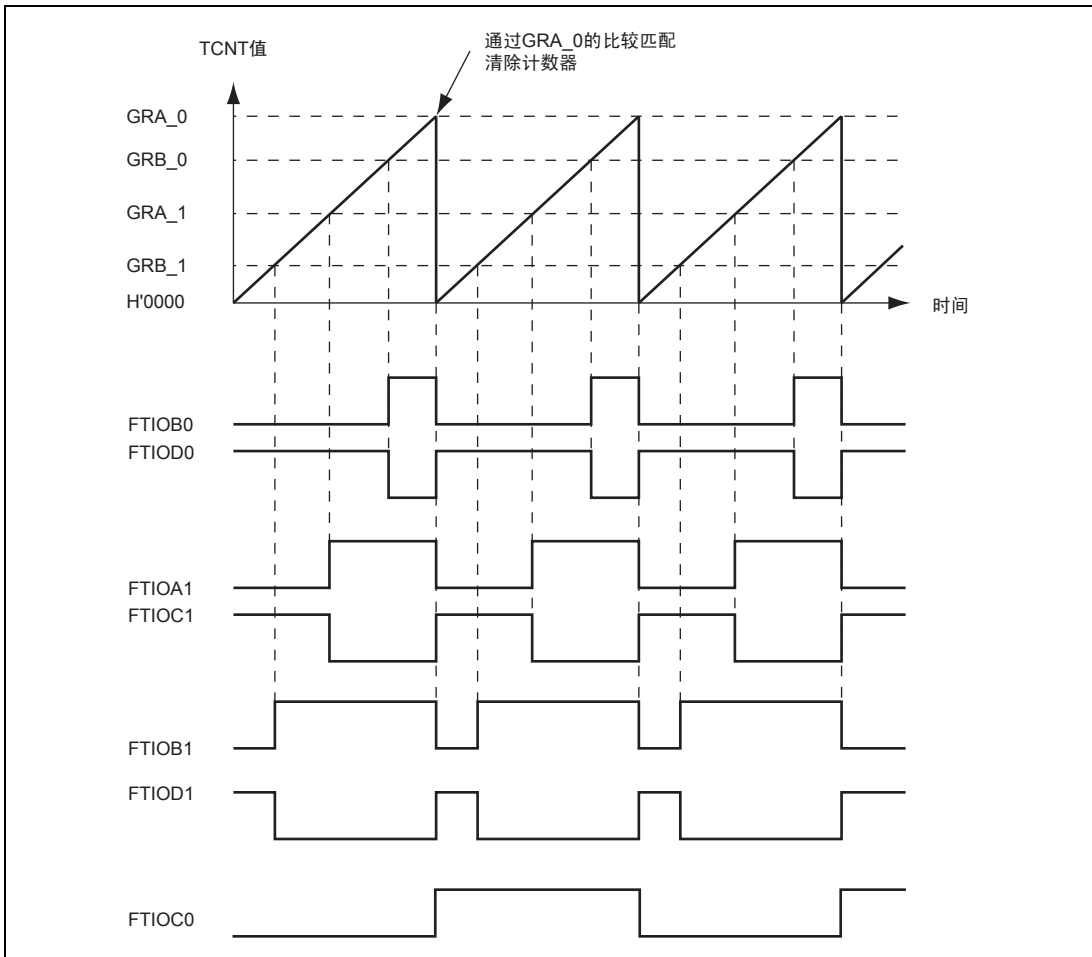 TCNT值
通过GRA_0的比较匹配
清除计数器
GRA_0
GRB_0
GRA_1
GRB_1
H'0000
时间
FTIOB0
FTIOD0
FTIOA1
FTIOC1
FTIOB1
FTIOD1
FTIOC0